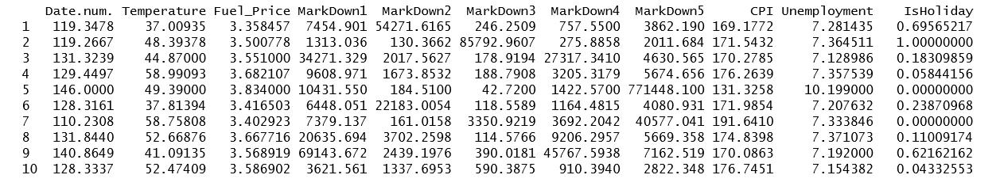 Date.num. Temperature Fuel_Price MarkDown1 MarkDown2 MarkDown3 MarkDown4 MarkDown5 CPI Unemployment IsHoliday
1 119.3478 37.00935 3.358457 7454.901 54271.6165 246.2509 757.5500 3862.190 169.1772 7.281435 0.69565217
2 119.2667 48.39378 3.500778 1313.036 130.3662 85792.9607 275.8858 2011.684 171.5432 7.364511 1.00000000
3 131.3239 44.87000 3.551000 34271.329 2017.5627 178.9194 27317.3410 4630.565 170.2785 7.128986 0.18309859
4 129.4497 58.99093 3.682107 9608.971 1673.8532 188.7908 3205.3179 5674.656 176.2639 7.357539 0.05844156
5 146.0000 49.39000 3.834000 10431.550 184.5100 42.7200 1422.5700 771448.100 131.3258 10.199000 0.00000000
6 128.3161 37.81394 3.416503 6448.051 22183.0054 118.5589 1164.4815 4080.931 171.9854 7.207632 0.23870968
7 110.2308 58.75808 3.402923 7379.137 161.0158 3350.9219 3692.2042 40577.041 191.6410 7.333846 0.00000000
8 131.8440 52.66876 3.667716 20635.694 3702.2598 114.5766 9206.2957 5669.358 174.8398 7.371073 0.11009174
9 140.8649 41.09135 3.568919 69143.672 2439.1976 390.0181 45767.5938 7162.519 170.0863 7.192000 0.62162162
10 128.3337 52.47409 3.586902 3621.561 1337.6953 590.3875 910.3940 2822.348 176.7451 7.154382 0.04332553